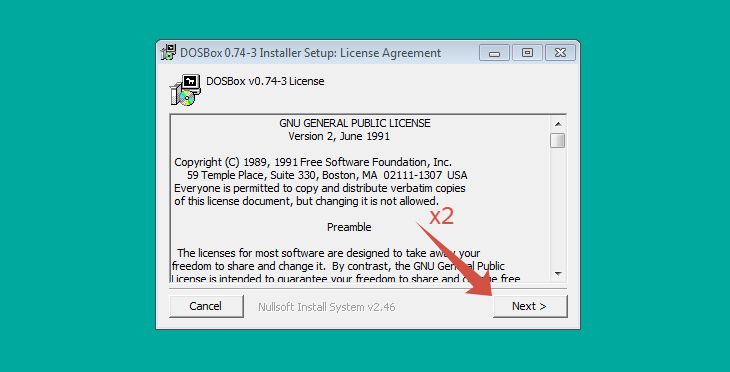 DOSBox 0.74-3 Installer Setup: License Agreement
DOSBox v0.74-3 License
GNU GENERAL PUBLIC LICENSE
Version 2, June 1991
Copyright (C) 1989, 1991 Free Software Foundation, Inc.
59 Temple Place, Suite 330, Boston, MA 02111-1307 USA
Everyone is permitted to copy and distribute verbatim copies
of this license document, but changing it is not allowed.
x2
Preamble
The licenses for most software are designed to take away your
freedom to share and change it. By contrast, the GNU General Public
License is intended to guarantee your freedom to share and change free
Cancel
Nullsoft Install System v2.46
Next >